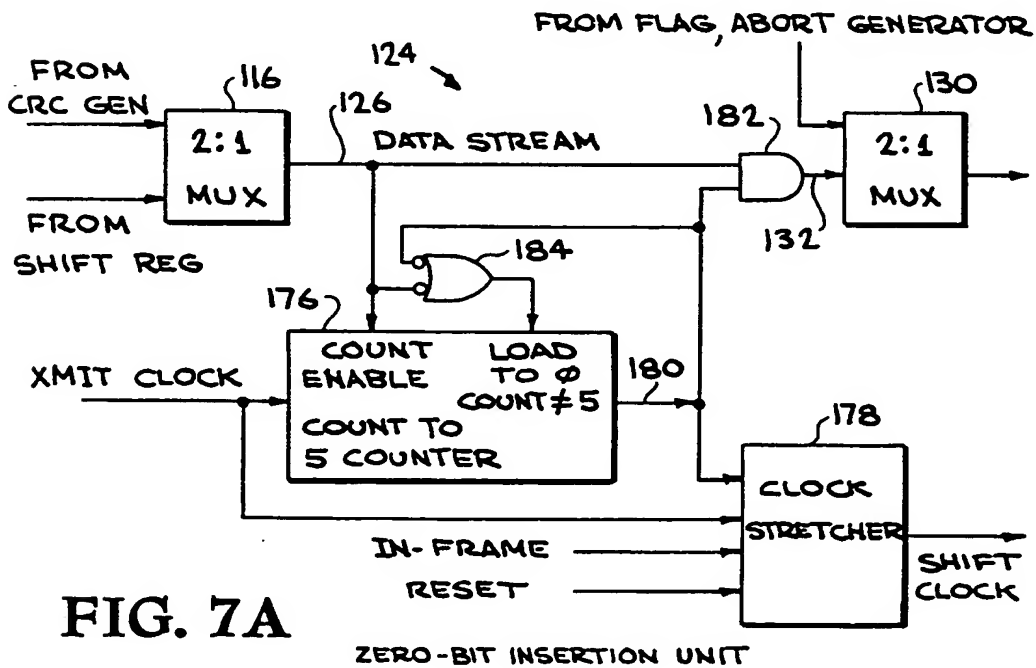 FROM FLAG, ABORT GENERATOR
124
FROM
CRC GEN
116
126
130
2:1
MUX
DATA STREAM
182
2:1
MUX
132
FROM
SHIFT REG
184
176
COUNT
ENABLE
LOAD
TO Ø
COUNT≠5
XMIT CLOCK
180
COUNT TO
5 COUNTER
178
CLOCK
STRETCHER
IN-FRAME
RESET
SHIFT
CLOCK
FIG. 7A
ZERO-BIT INSERTION UNIT